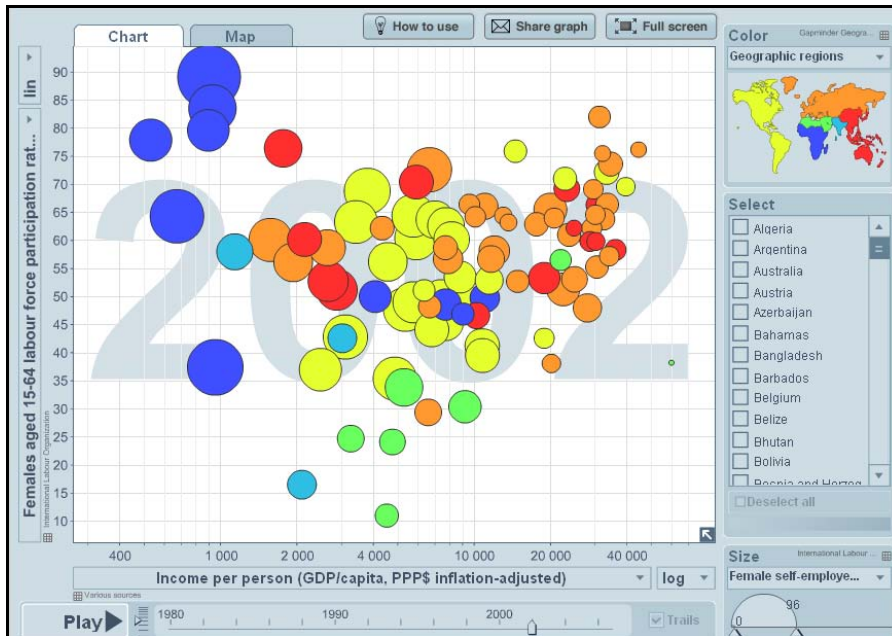 Chart
Map
How to use
Share graph
Full screen
Color
Gapminder Geogra...
Geographic regions
lin
Females aged 15-64 labour force participation rat...
International Labour Organization
90
85
80
75
70
65
60
55
50
45
40
35
30
25
20
15
10
2002
400
1 000
2 000
4 000
10 000
20 000
40 000
Income per person (GDP/capita, PPP$ inflation-adjusted)
log
Various sources
Play
1980
1990
2000
Trails
Select
Algeria
Argentina
Australia
Austria
Azerbaijan
Bahamas
Bangladesh
Barbados
Belgium
Belize
Bhutan
Bolivia
Bosnia and Herzeg
Deselect all
Size
International Labour ...
Female self-employe...
96
0